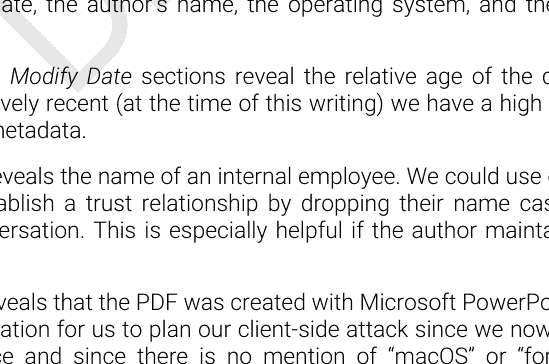 ate, the author's name, the operating system, and the
Modify Date sections reveal the relative age of the
vely recent (at the time of this writing) we have a high
netadata.
eveals the name of an internal employee. We could use
ablish a trust relationship by dropping their name cas
ersation. This is especially helpful if the author mainta
veals that the PDF was created with Microsoft PowerPo
ation for us to plan our client-side attack since we now
ce and since there is no mention of “macOS” or “for